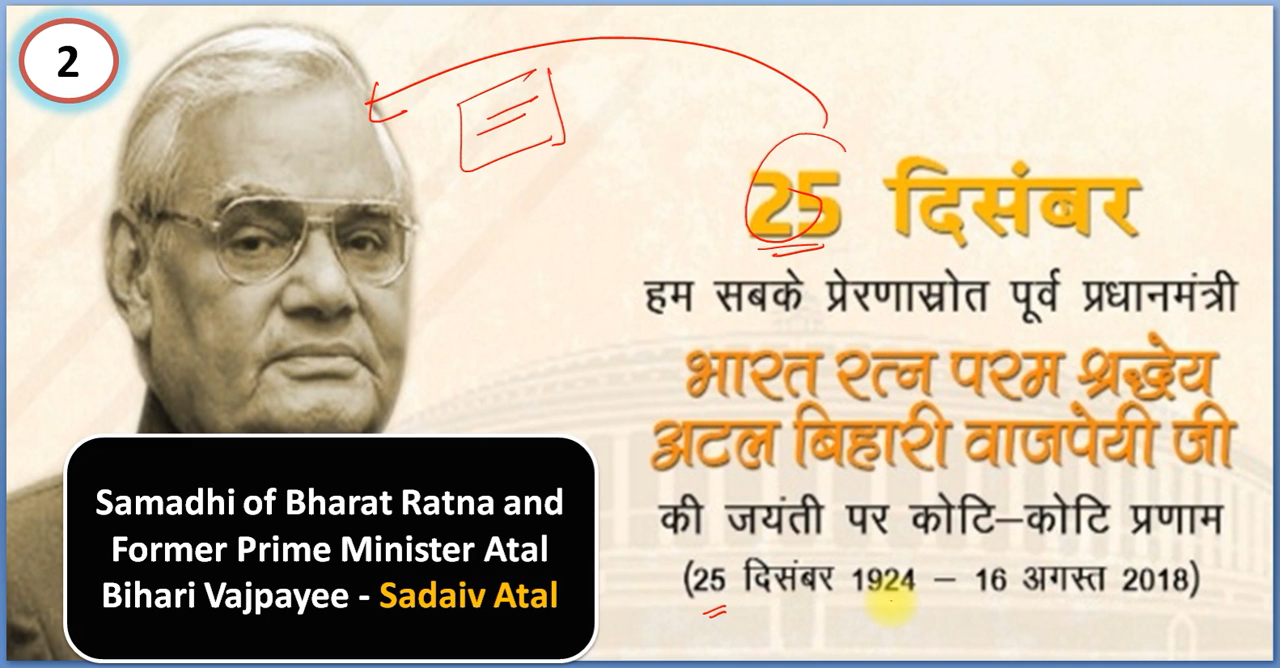 2
25 दिसंबर
हम सबके प्रेरणास्रोत पूर्व प्रधानमंत्री
भारत रत्न परम श्रद्धेय
अटल बिहारी वाजपेयी जी
की जयंती पर कोटि–कोटि प्रणाम
(25 दिसंबर 1924 – 16 अगस्त 2018)
Samadhi of Bharat Ratna and
Former Prime Minister Atal
Bihari Vajpayee - Sadaiv Atal